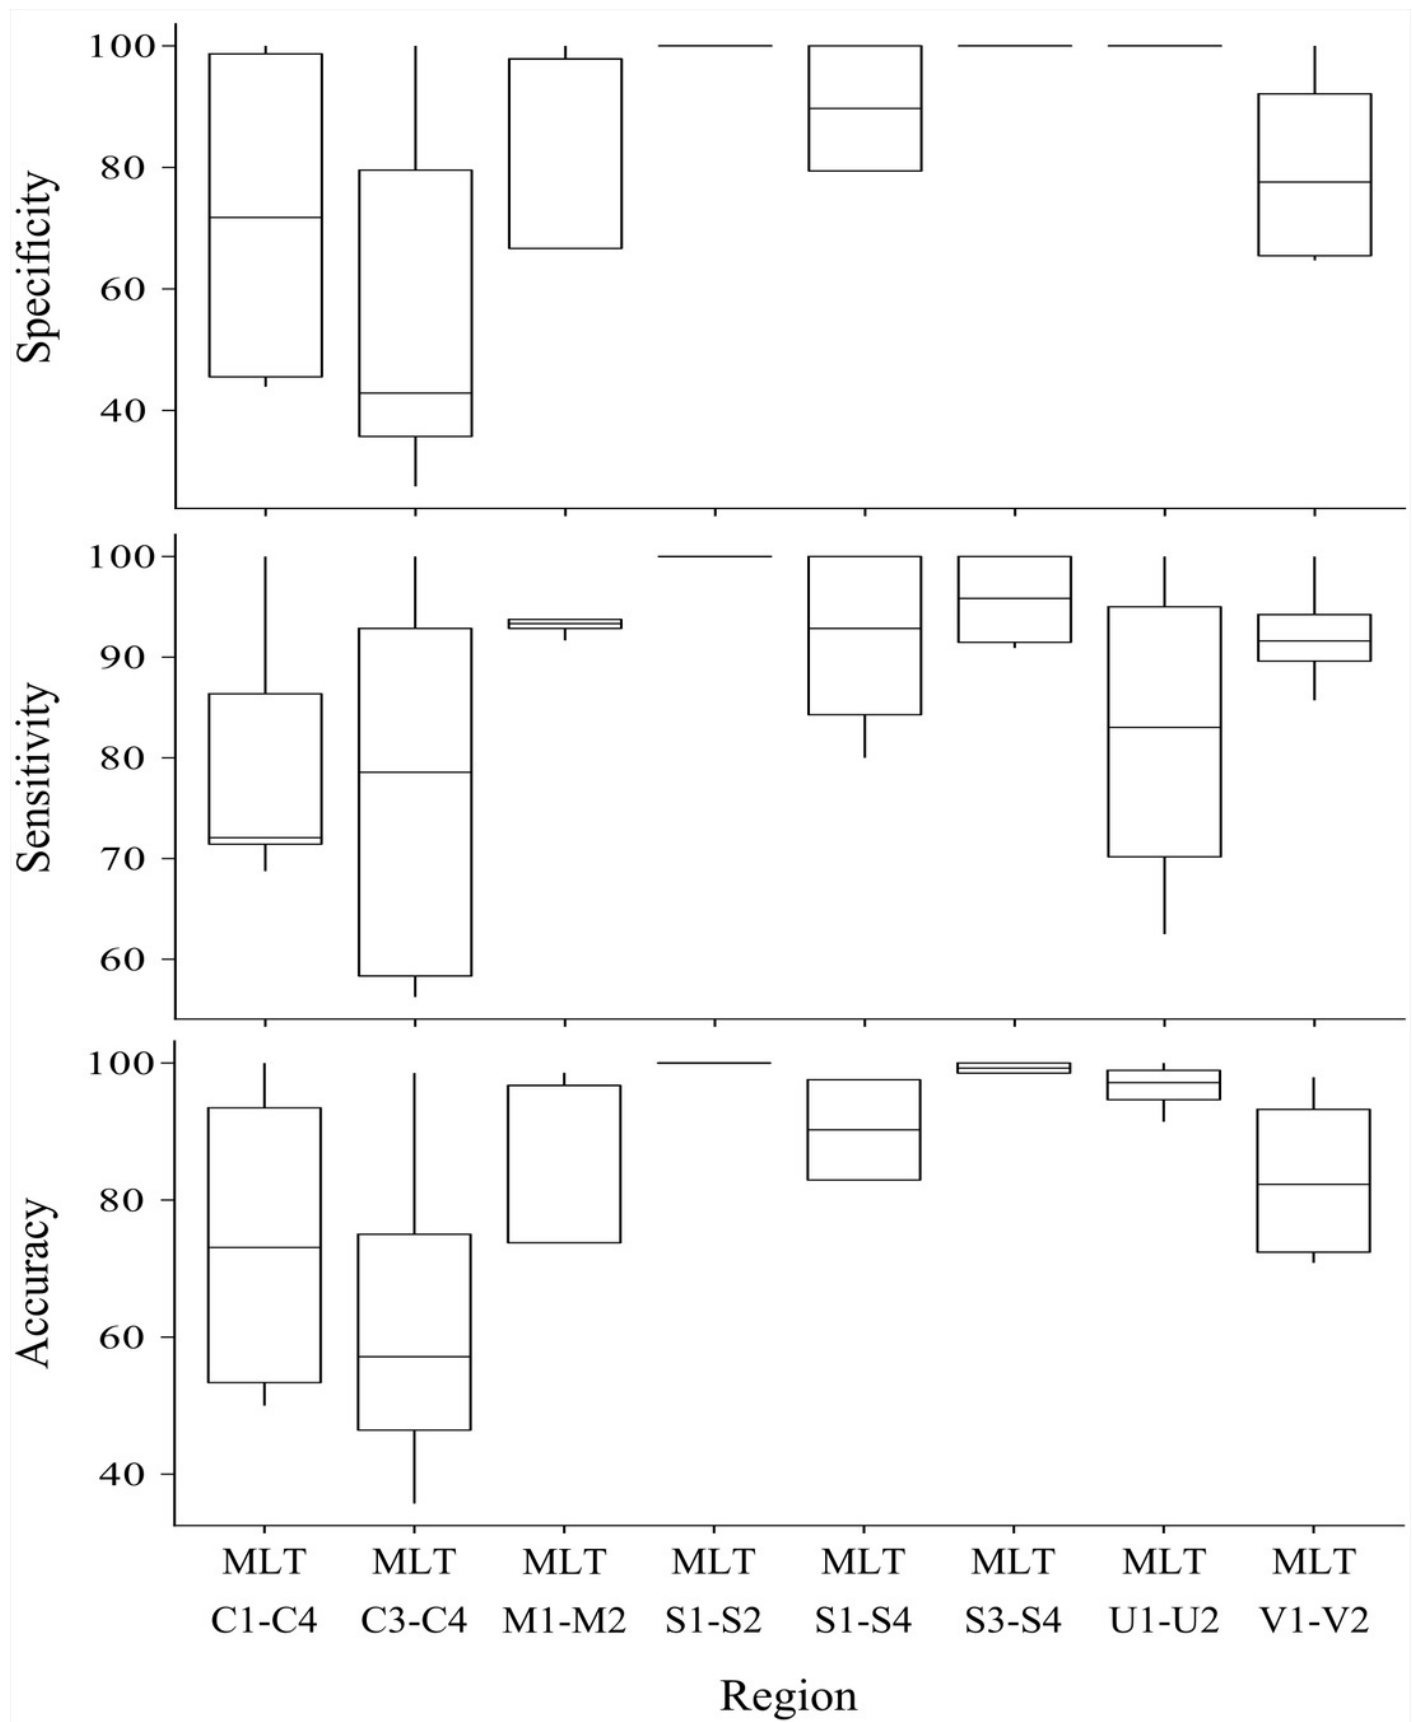 Specificity
100
80
60
40
Sensitivity
100
90
80
70
60
Accuracy
100
80
60
40
MLT MLT MLT MLT MLT MLT MLT MLT
C1-C4 C3-C4 M1-M2 S1-S2 S1-S4 S3-S4 U1-U2 V1-V2
Region